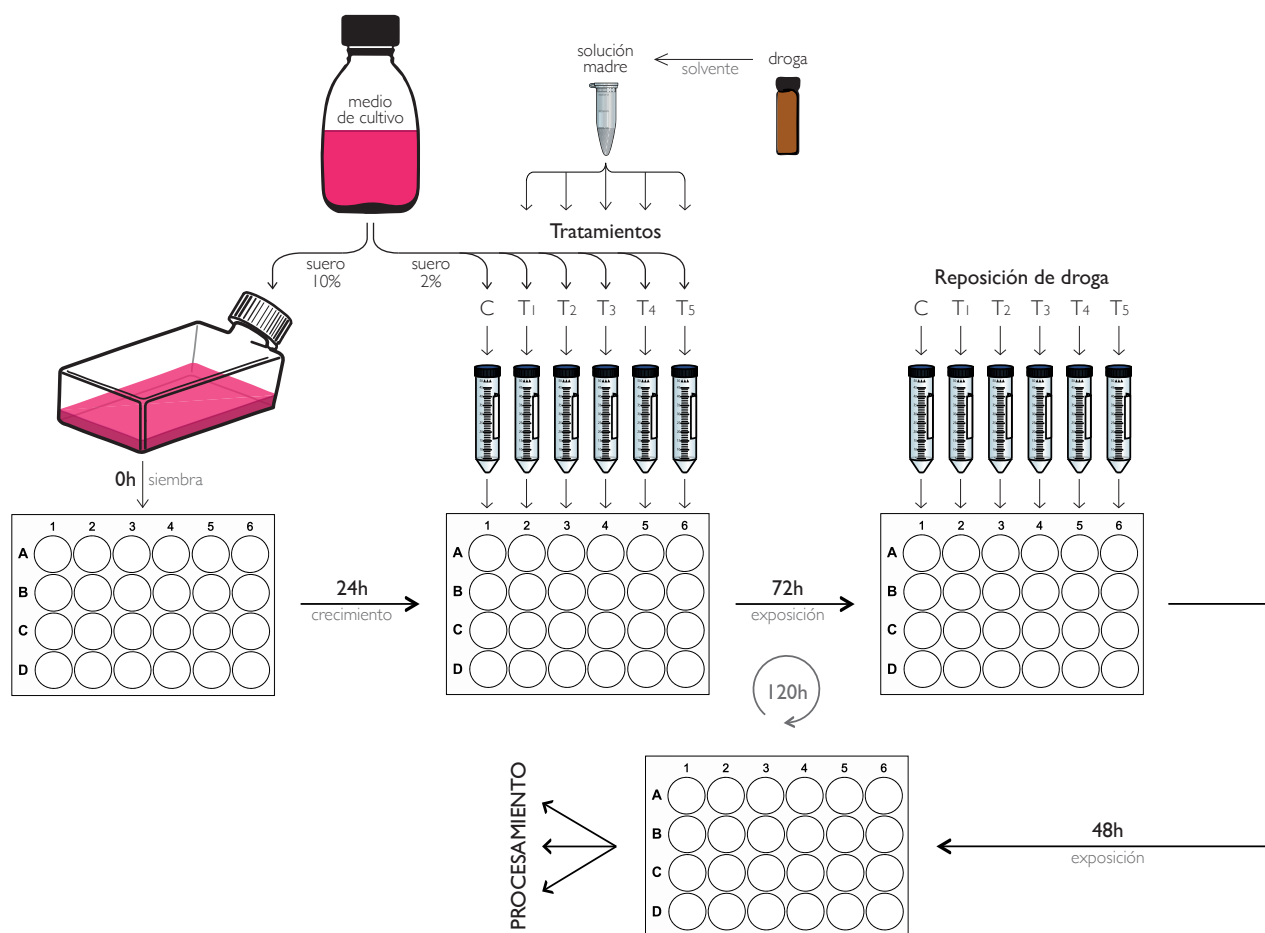 solución
madre
solvente
droga
medio
de cultivo
Tratamientos
suero
10%
suero
2%
C T1 T2 T3 T4 T5
Reposición de droga
C T1 T2 T3 T4 T5
0h siembra
1 2 3 4 5 6
A
B
C
D
24h
crecimiento
1 2 3 4 5 6
A
B
C
D
72h
exposición
120h
1 2 3 4 5 6
A
B
C
D
48h
exposición
1 2 3 4 5 6
A
B
C
D
PROCESAMIENTO